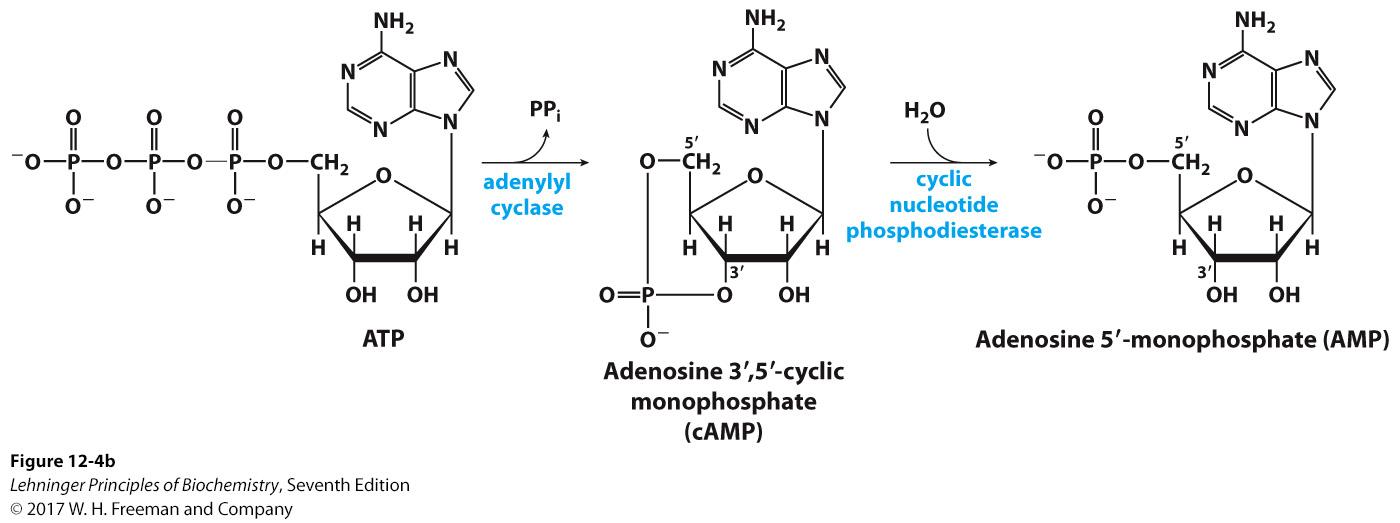 NH₂
N
N
N
N
O
O
O
⁻O
P
O
P
O
P
O
CH₂
O⁻
O⁻
O⁻
O
H
H
H
H
OH
OH
ATP
PPᵢ
adenylyl
cyclase
NH₂
N
N
N
N
5′
O
CH₂
O
H
H
H
H
3′
O
P
O
OH
O⁻
Adenosine 3′,5′-cyclic
monophosphate
(cAMP)
H₂O
cyclic
nucleotide
phosphodiesterase
NH₂
N
N
N
N
O
5′
⁻O
P
O
CH₂
O⁻
O
H
H
H
H
3′
OH
OH
Adenosine 5′-monophosphate (AMP)
Figure 12-4b
Lehninger Principles of Biochemistry, Seventh Edition
© 2017 W. H. Freeman and Company